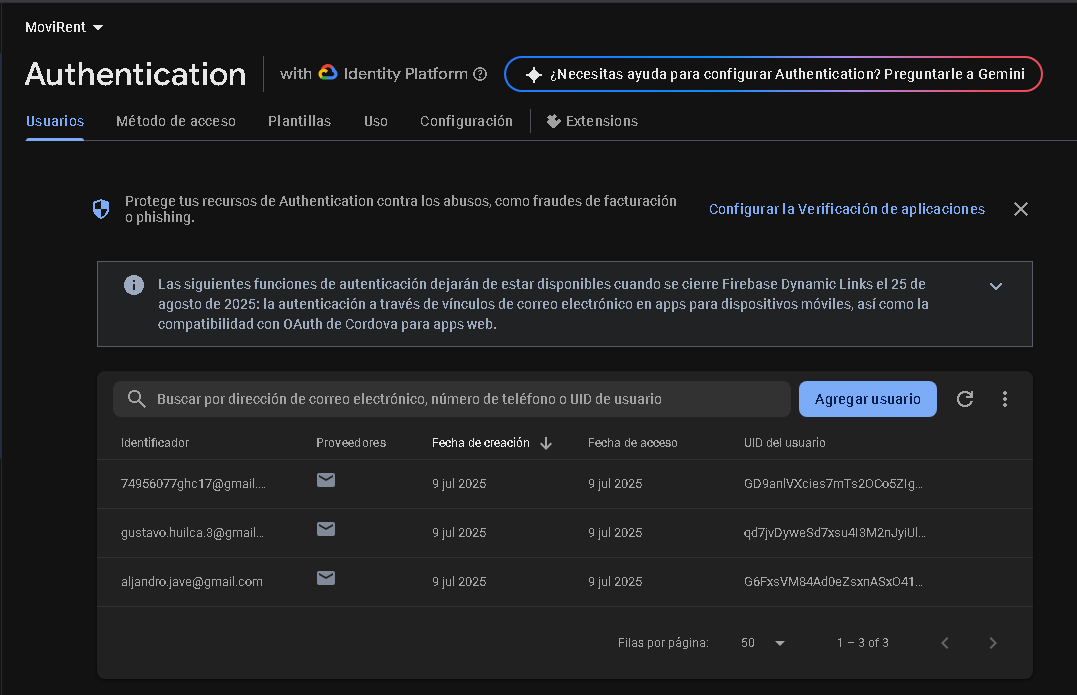 MoviRent
Authentication with Identity Platform
¿Necesitas ayuda para configurar Authentication? Preguntarle a Gemini
Usuarios Método de acceso Plantillas Uso Configuración Extensions
Protege tus recursos de Authentication contra los abusos, como fraudes de facturación
o phishing.
Configurar la Verificación de aplicaciones
Las siguientes funciones de autenticación dejarán de estar disponibles cuando se cierre Firebase Dynamic Links el 25 de
agosto de 2025: la autenticación a través de vínculos de correo electrónico en apps para dispositivos móviles, así como la
compatibilidad con OAuth de Cordova para apps web.
Buscar por dirección de correo electrónico, número de teléfono o UID de usuario
Agregar usuario
Identificador Proveedores Fecha de creación Fecha de acceso UID del usuario
74956077ghc17@gmail.... 9 jul 2025 9 jul 2025 GD9anlVXcies7mTs2OCo5ZIg...
gustavo.huilca.3@gmail... 9 jul 2025 9 jul 2025 qd7jvDyweSd7xsu4I3M2nJyiUl...
aljandro.jave@gmail.com 9 jul 2025 9 jul 2025 G6FxsVM84Ad0eZsxnASxO41...
Filas por página: 50 1 – 3 of 3